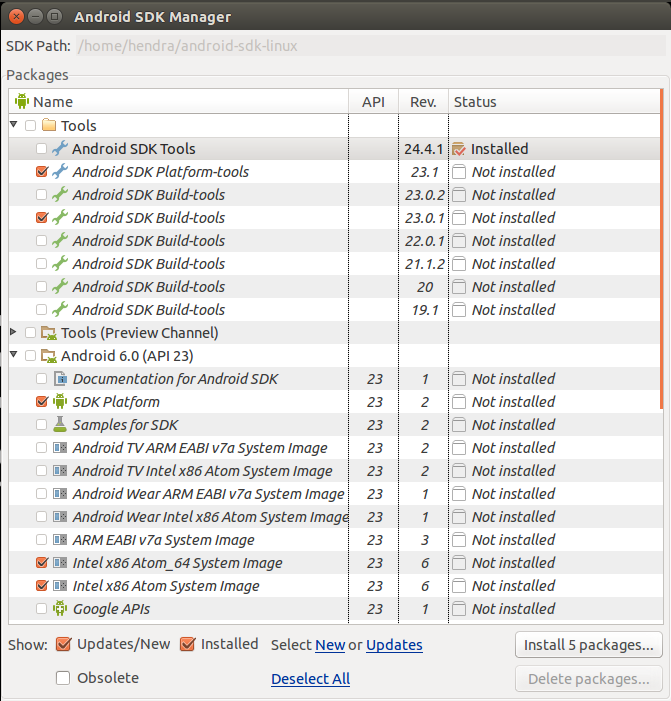 Android SDK Manager
SDK Path: /home/hendra/android-sdk-linux
Packages
Name API Rev. Status
Tools
Android SDK Tools 24.4.1 Installed
Android SDK Platform-tools 23.1 Not installed
Android SDK Build-tools 23.0.2 Not installed
Android SDK Build-tools 23.0.1 Not installed
Android SDK Build-tools 22.0.1 Not installed
Android SDK Build-tools 21.1.2 Not installed
Android SDK Build-tools 20 Not installed
Android SDK Build-tools 19.1 Not installed
Tools (Preview Channel)
Android 6.0 (API 23)
Documentation for Android SDK 23 1 Not installed
SDK Platform 23 2 Not installed
Samples for SDK 23 2 Not installed
Android TV ARM EABI v7a System Image 23 2 Not installed
Android TV Intel x86 Atom System Image 23 2 Not installed
Android Wear ARM EABI v7a System Image 23 1 Not installed
Android Wear Intel x86 Atom System Image 23 1 Not installed
ARM EABI v7a System Image 23 3 Not installed
Intel x86 Atom_64 System Image 23 6 Not installed
Intel x86 Atom System Image 23 6 Not installed
Google APIs 23 1 Not installed
Show: Updates/New Installed Select New or Updates Install 5 packages...
Obsolete Deselect All Delete packages...